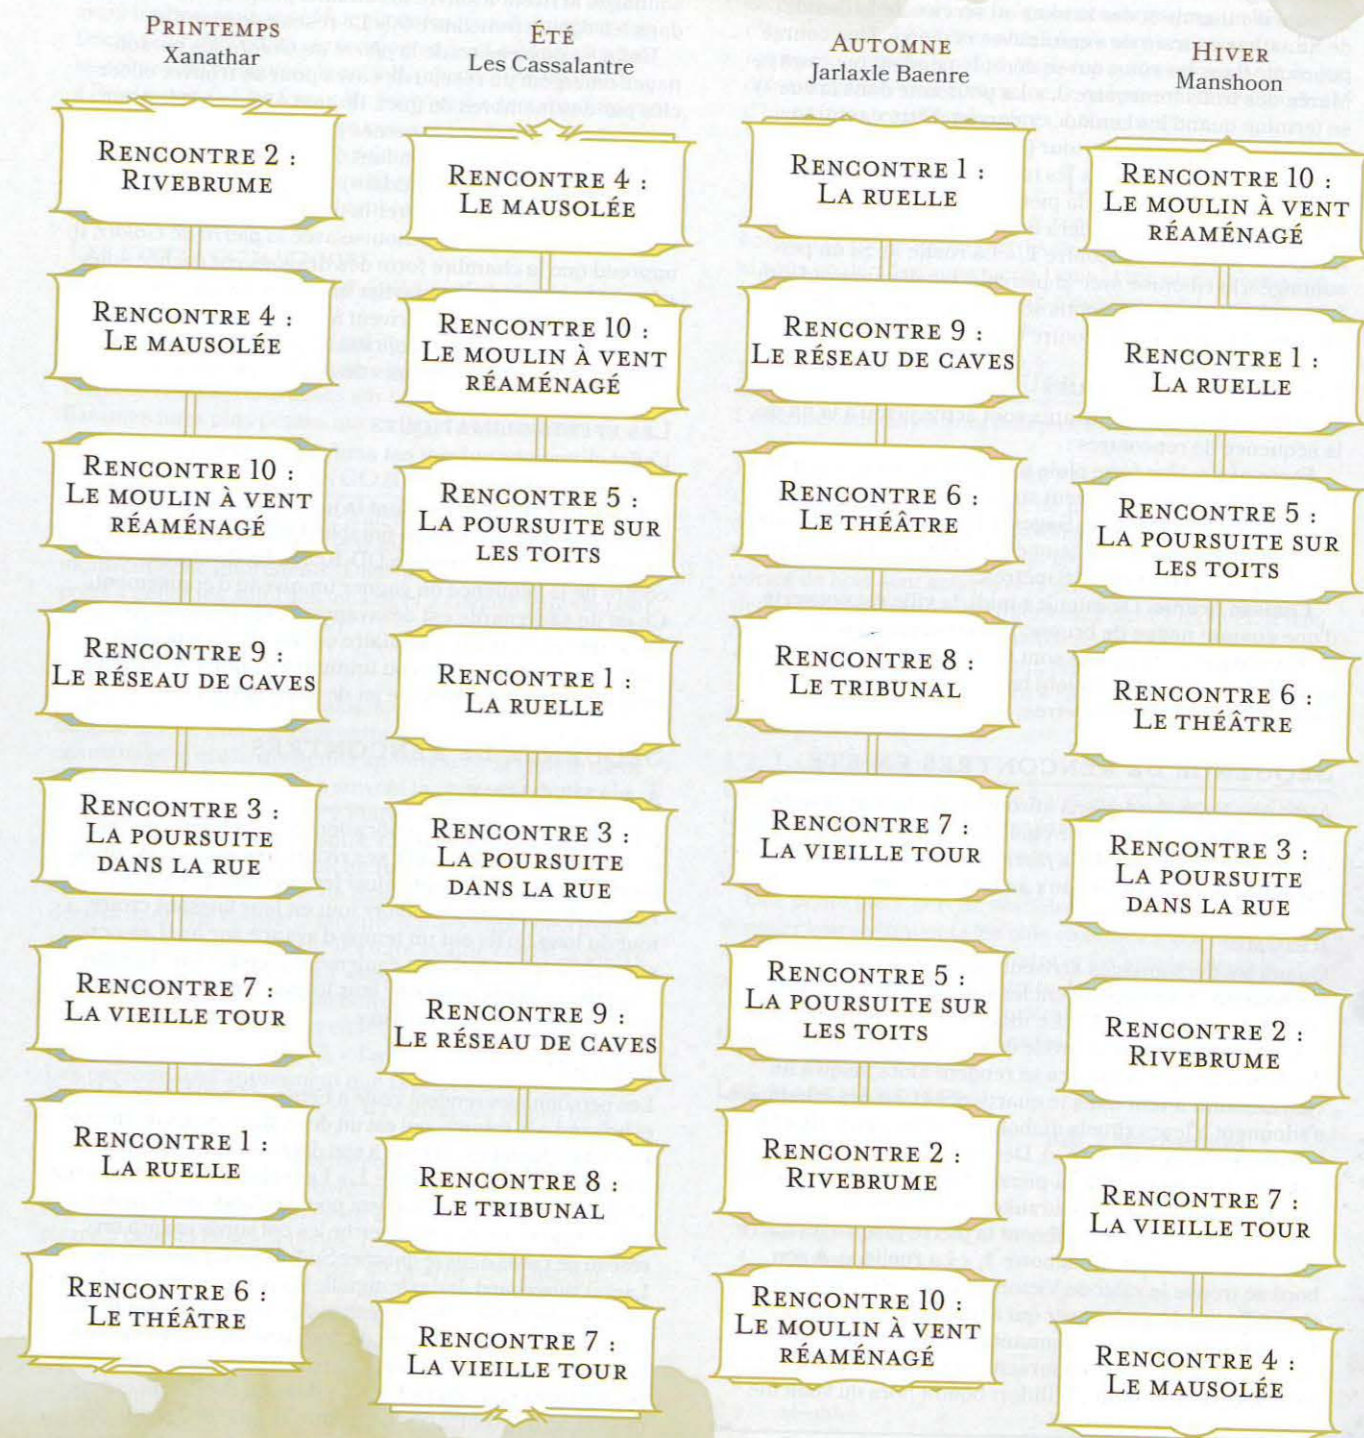 PRINTEMPS
Xanathar
RENCONTRE 2 :
RIVEBRUME
RENCONTRE 4 :
LE MAUSOLÉE
RENCONTRE 10 :
LE MOULIN À VENT
RÉAMÉNAGÉ
RENCONTRE 9 :
LE RÉSEAU DE CAVES
RENCONTRE 3 :
LA POURSUITE
DANS LA RUE
RENCONTRE 7 :
LA VIEILLE TOUR
RENCONTRE 1 :
LA RUELLE
RENCONTRE 6 :
LE THÉÂTRE
ÉTÉ
Les Cassalantre
RENCONTRE 4 :
LE MAUSOLÉE
RENCONTRE 10 :
LE MOULIN À VENT
RÉAMÉNAGÉ
RENCONTRE 5 :
LA POURSUITE SUR
LES TOITS
RENCONTRE 1 :
LA RUELLE
RENCONTRE 3 :
LA POURSUITE
DANS LA RUE
RENCONTRE 9 :
LE RÉSEAU DE CAVES
RENCONTRE 8 :
LE TRIBUNAL
RENCONTRE 7 :
LA VIEILLE TOUR
AUTOMNE
Jarlaxle Baenre
RENCONTRE 1 :
LA RUELLE
RENCONTRE 9 :
LE RÉSEAU DE CAVES
RENCONTRE 6 :
LE THÉÂTRE
RENCONTRE 8 :
LE TRIBUNAL
RENCONTRE 7 :
LA VIEILLE TOUR
RENCONTRE 5 :
LA POURSUITE SUR
LES TOITS
RENCONTRE 2 :
RIVEBRUME
RENCONTRE 10 :
LE MOULIN À VENT
RÉAMÉNAGÉ
HIVER
Manshoon
RENCONTRE 10 :
LE MOULIN À VENT
RÉAMÉNAGÉ
RENCONTRE 1 :
LA RUELLE
RENCONTRE 5 :
LA POURSUITE SUR
LES TOITS
RENCONTRE 6 :
LE THÉÂTRE
RENCONTRE 3 :
LA POURSUITE
DANS LA RUE
RENCONTRE 2 :
RIVEBRUME
RENCONTRE 7 :
LA VIEILLE TOUR
RENCONTRE 4 :
LE MAUSOLÉE